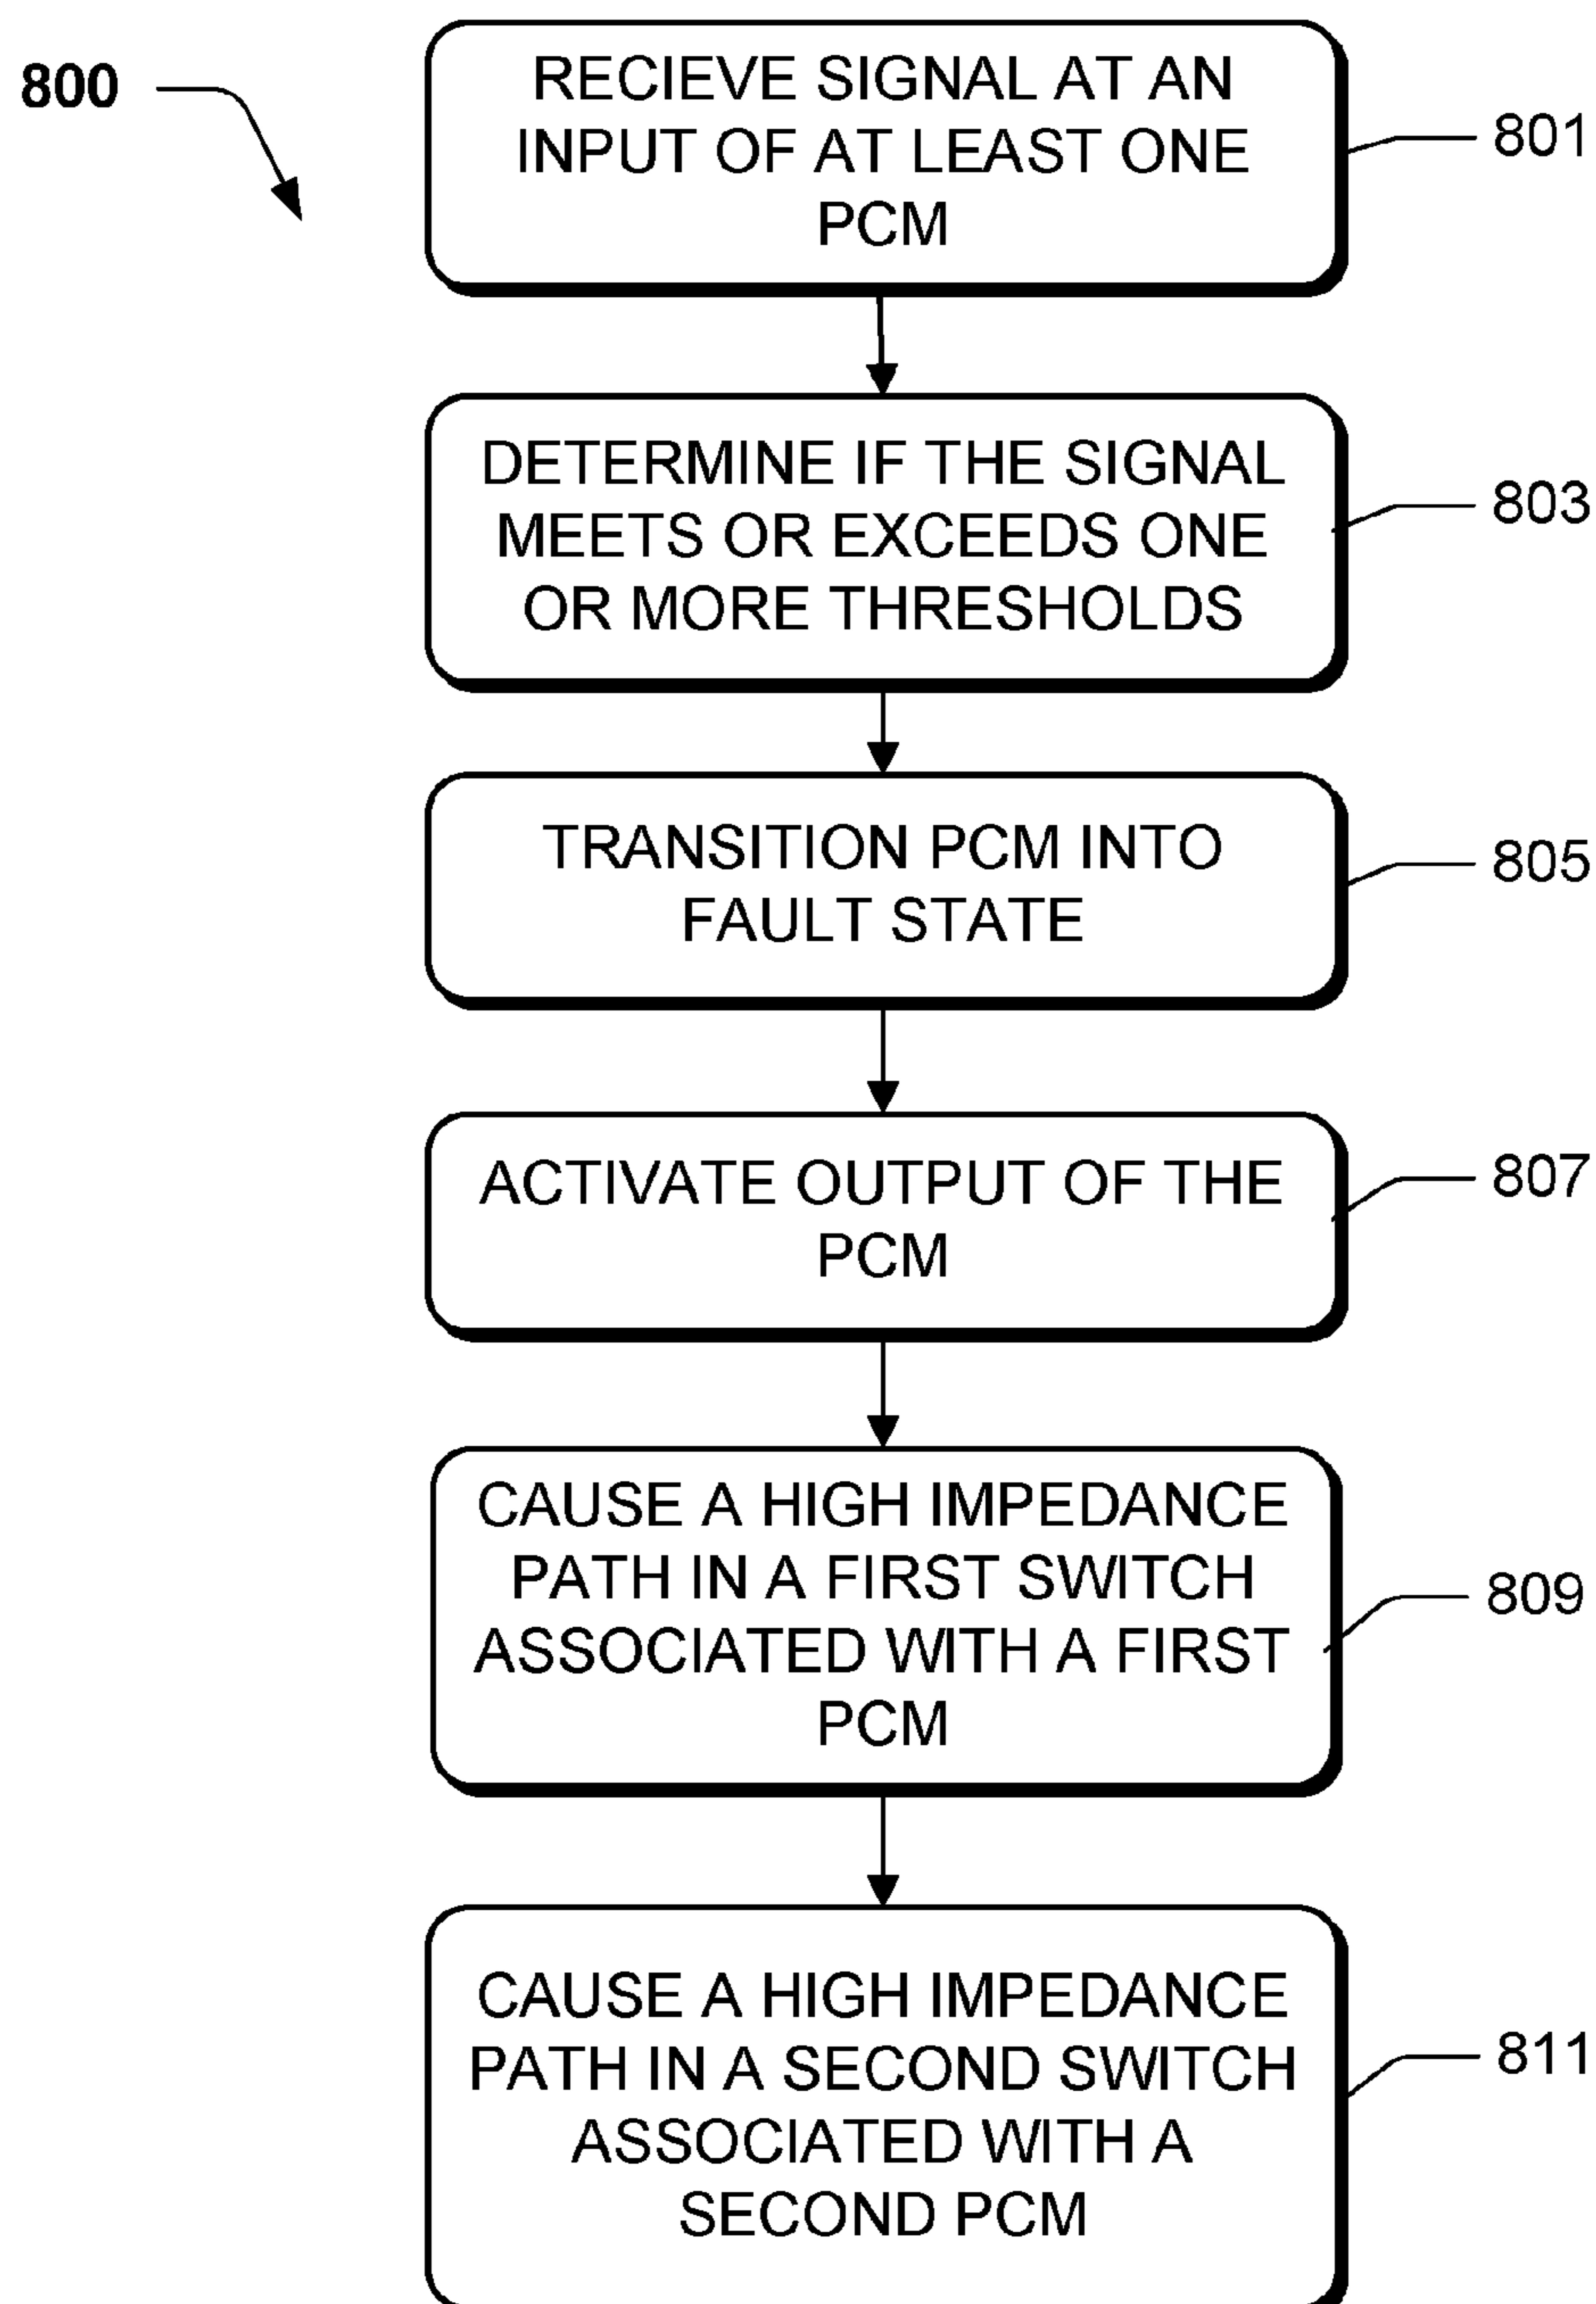 800
RECIEVE SIGNAL AT AN
INPUT OF AT LEAST ONE
PCM
801
DETERMINE IF THE SIGNAL
MEETS OR EXCEEDS ONE
OR MORE THRESHOLDS
803
TRANSITION PCM INTO
FAULT STATE
805
ACTIVATE OUTPUT OF THE
PCM
807
CAUSE A HIGH IMPEDANCE
PATH IN A FIRST SWITCH
ASSOCIATED WITH A FIRST
PCM
809
CAUSE A HIGH IMPEDANCE
PATH IN A SECOND SWITCH
ASSOCIATED WITH A
SECOND PCM
811